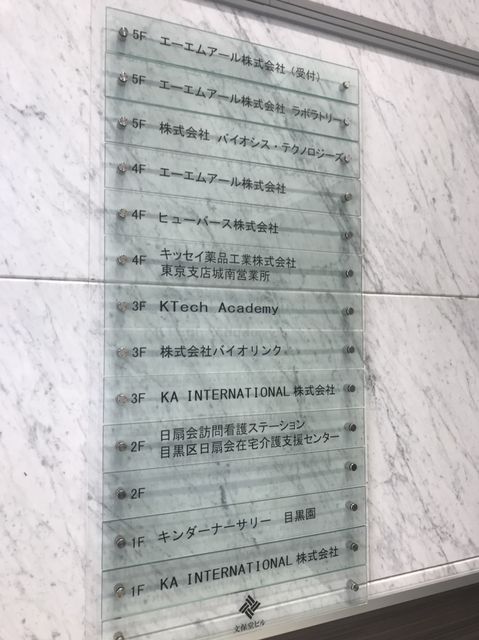 5F エーエムアール株式会社（受付）
5F エーエムアール株式会社 ラボラトリー
5F 株式会社 バイオシス・テクノロジーズ
4F エーエムアール株式会社
4F ヒューバース株式会社
4F キッセイ薬品工業株式会社
東京支店城南営業所
3F KTech Academy
3F 株式会社バイオリンク
3F KA INTERNATIONAL 株式会社
2F 日扇会訪問看護ステーション
目黒区日扇会在宅介護支援センター
2F
1F キンダーナーサリー 目黒園
1F KA INTERNATIONAL 株式会社
文保堂ビル